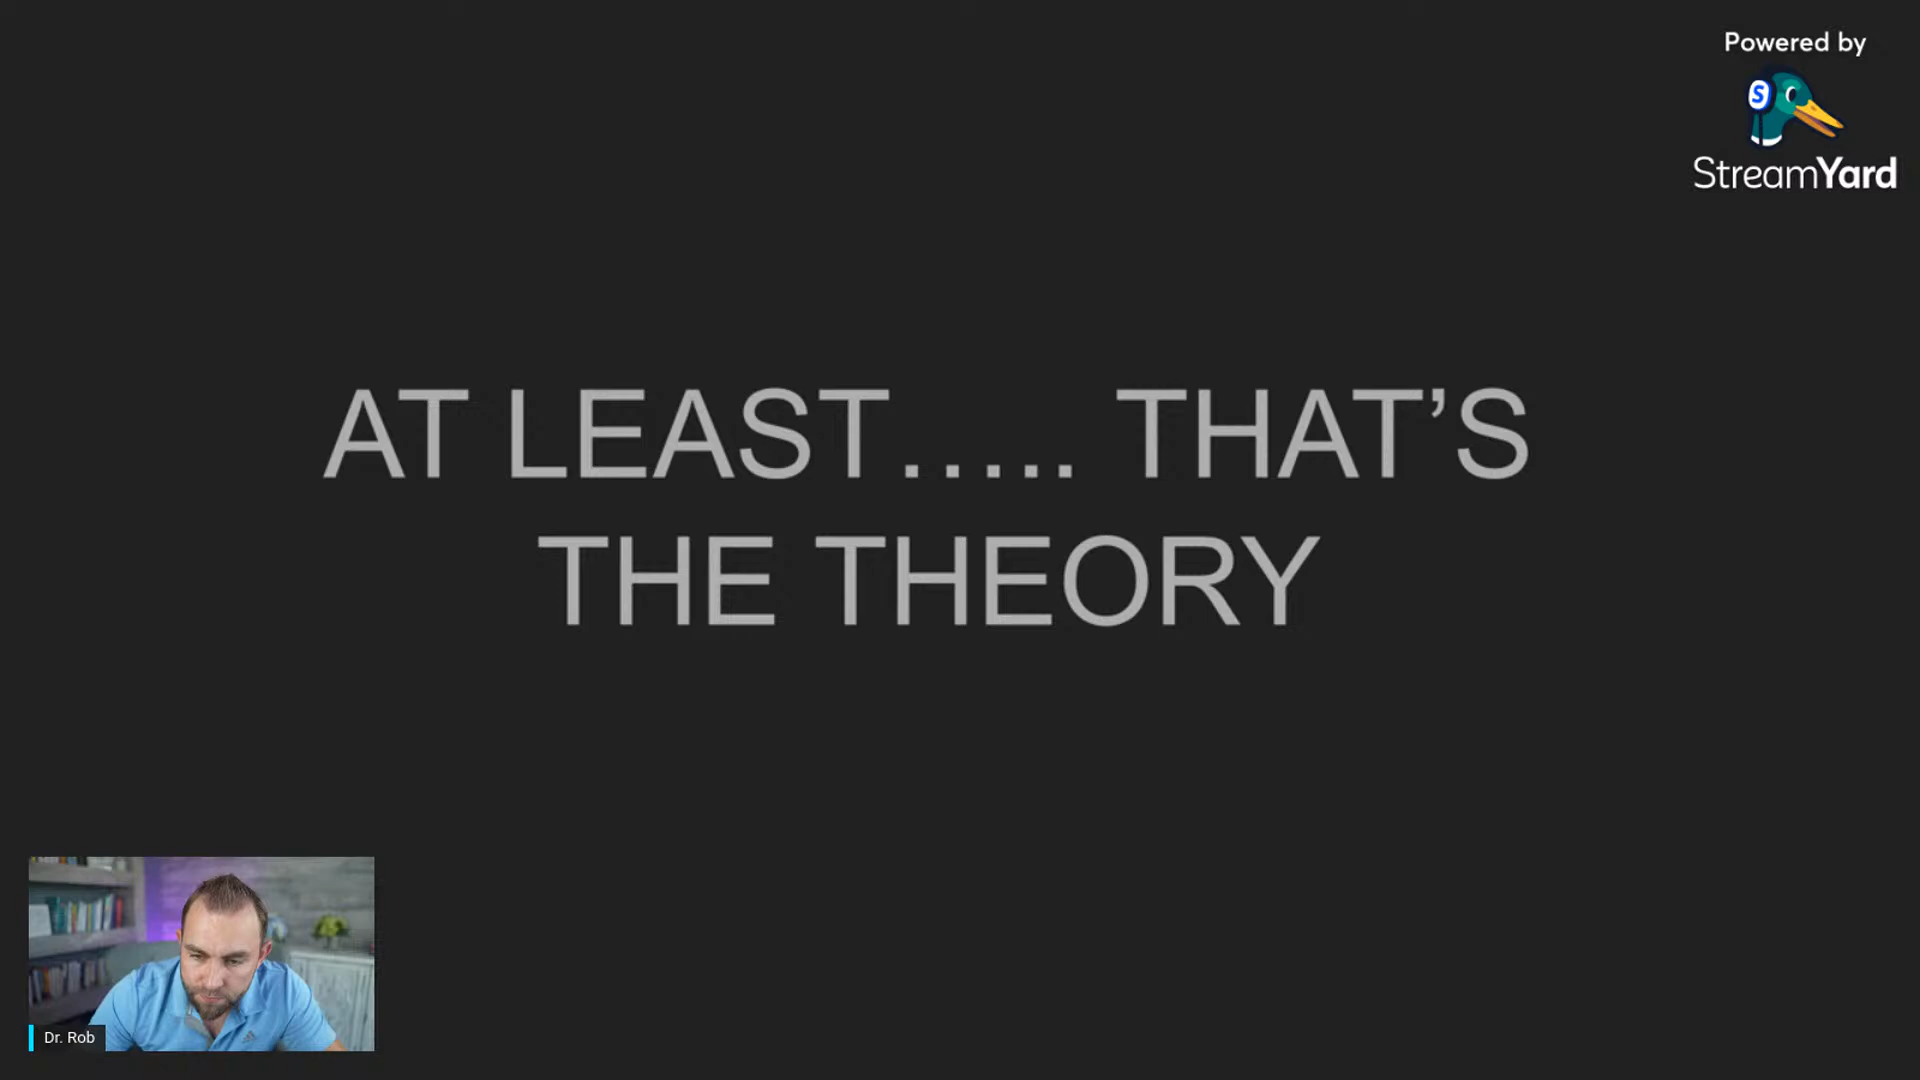 Powered by
S
StreamYard
AT LEAST..... THAT’S
THE THEORY
Dr. Rob